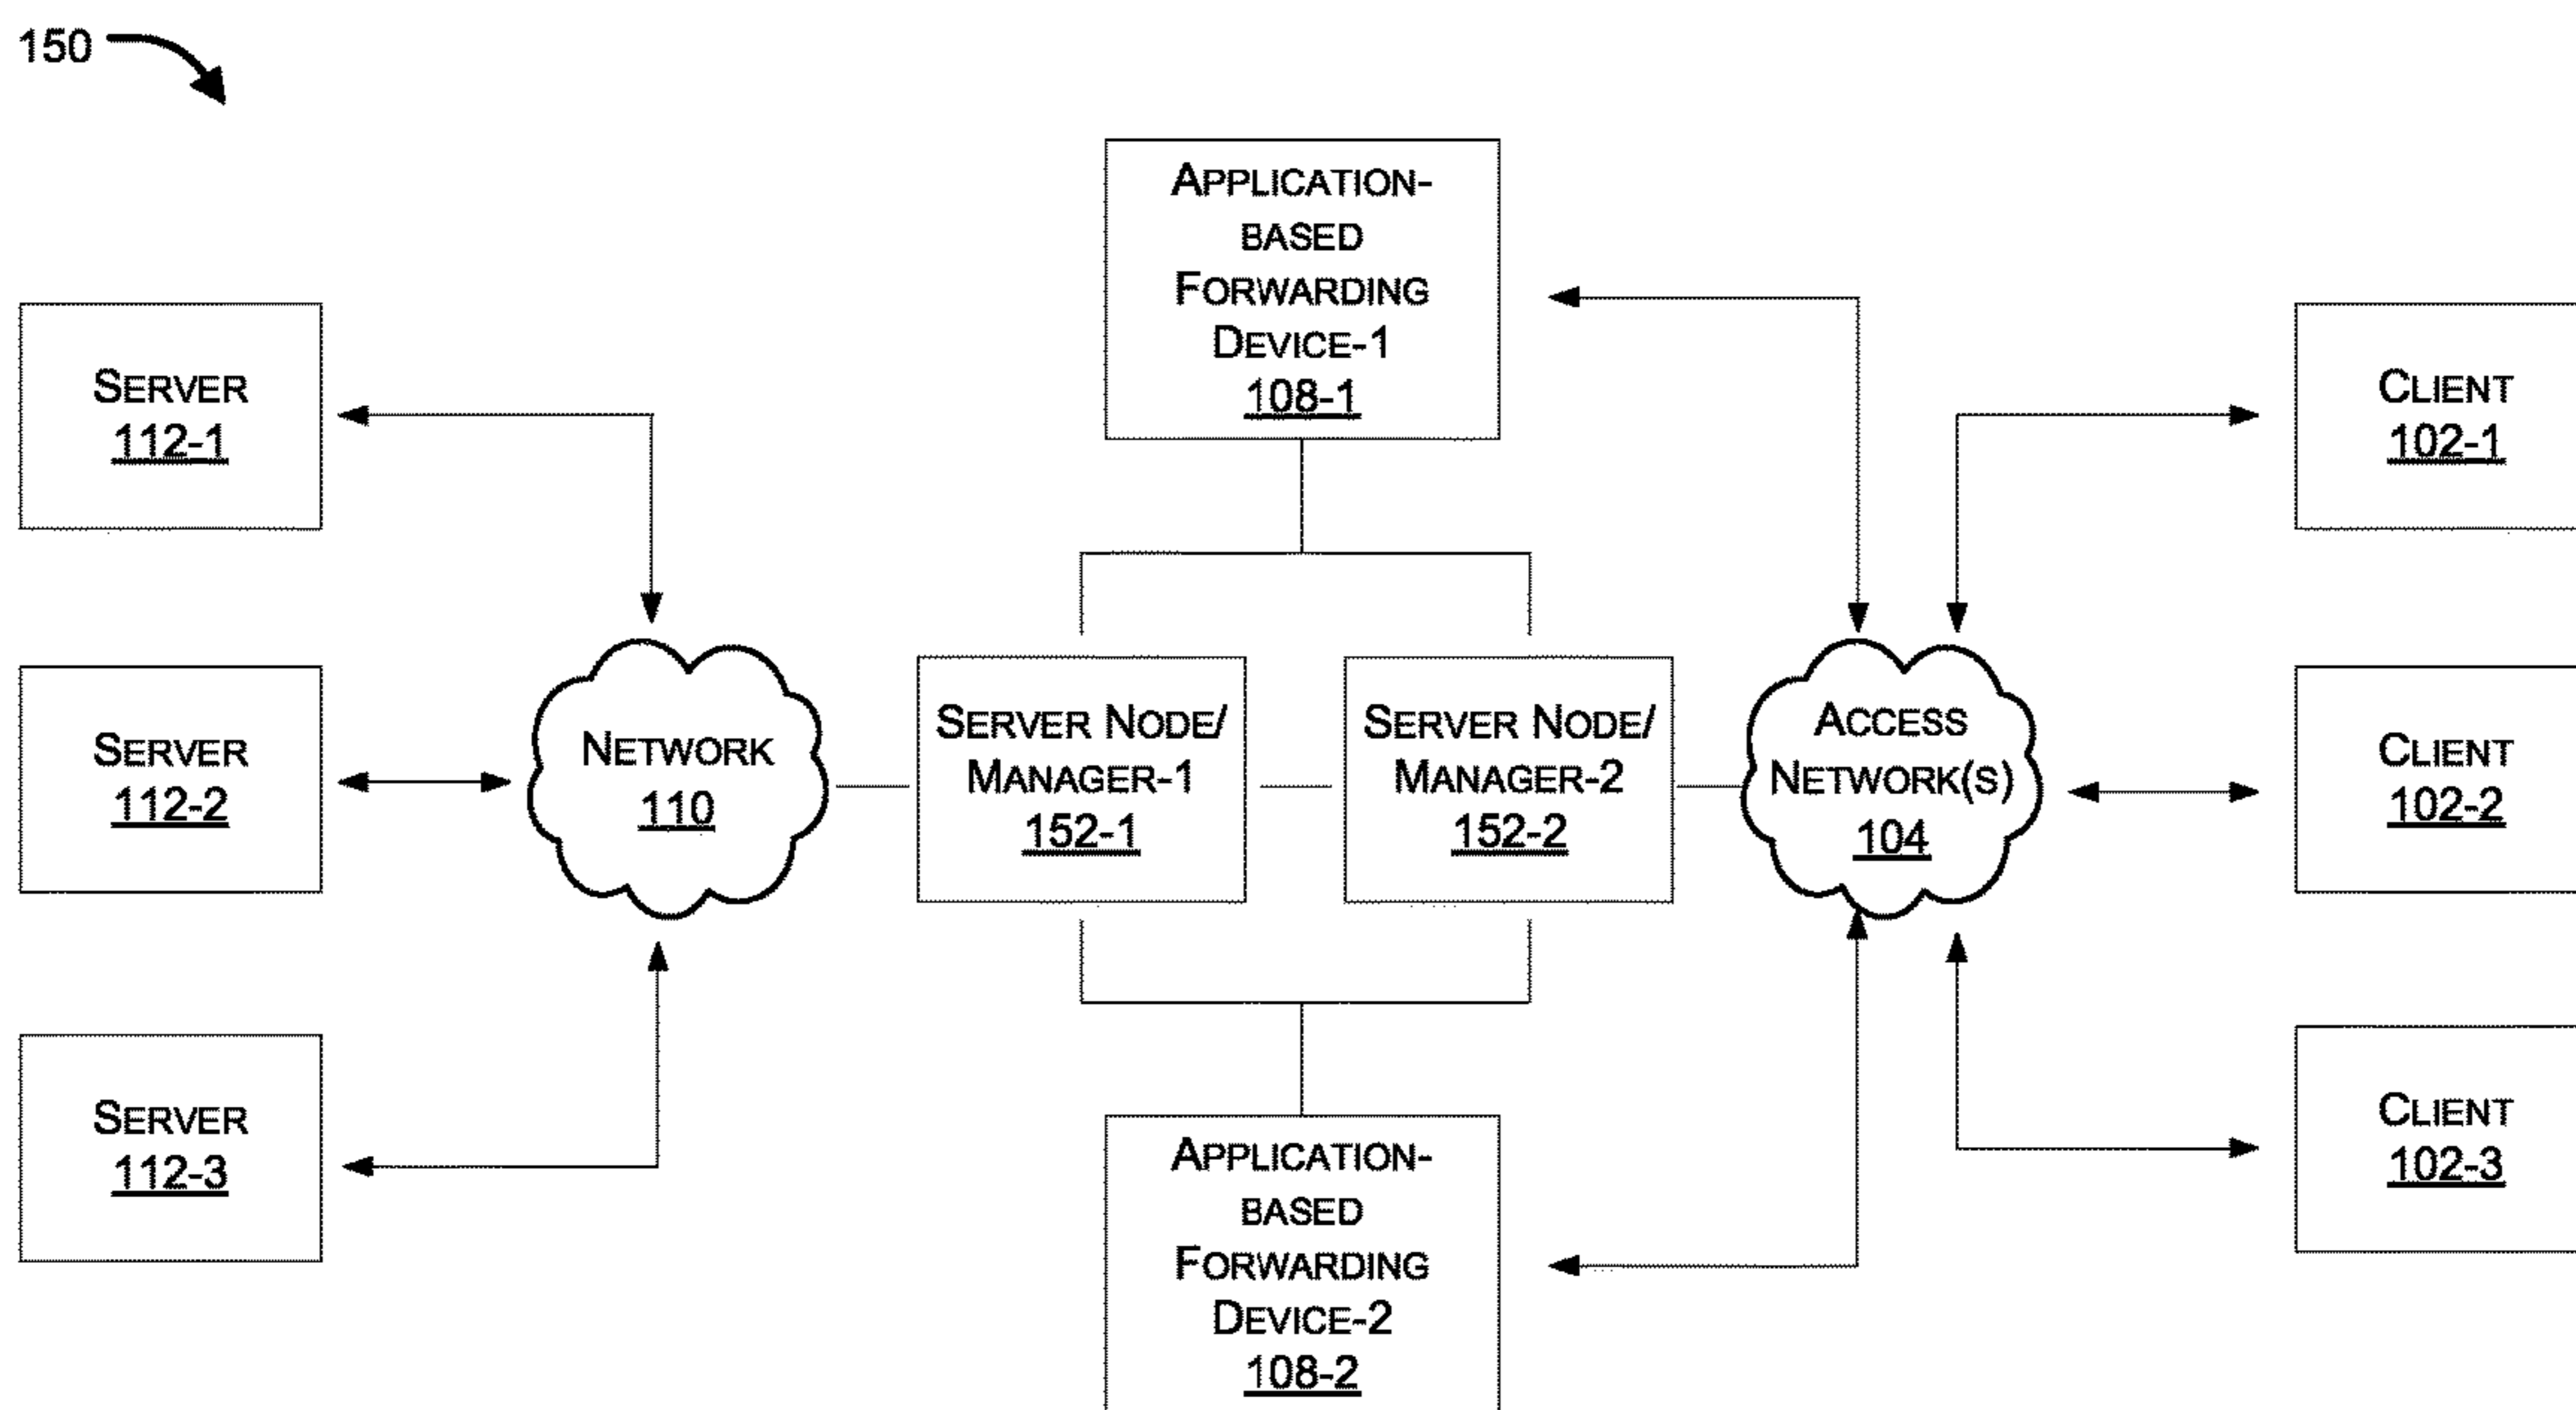 150
APPLICATION-
BASED
FORWARDING
DEVICE-1
108-1
SERVER
112-1
CLIENT
102-1
SERVER
112-2
NETWORK
110
SERVER NODE/
MANAGER-1
152-1
SERVER NODE/
MANAGER-2
152-2
ACCESS
NETWORK(S)
104
CLIENT
102-2
SERVER
112-3
APPLICATION-
BASED
FORWARDING
DEVICE-2
108-2
CLIENT
102-3